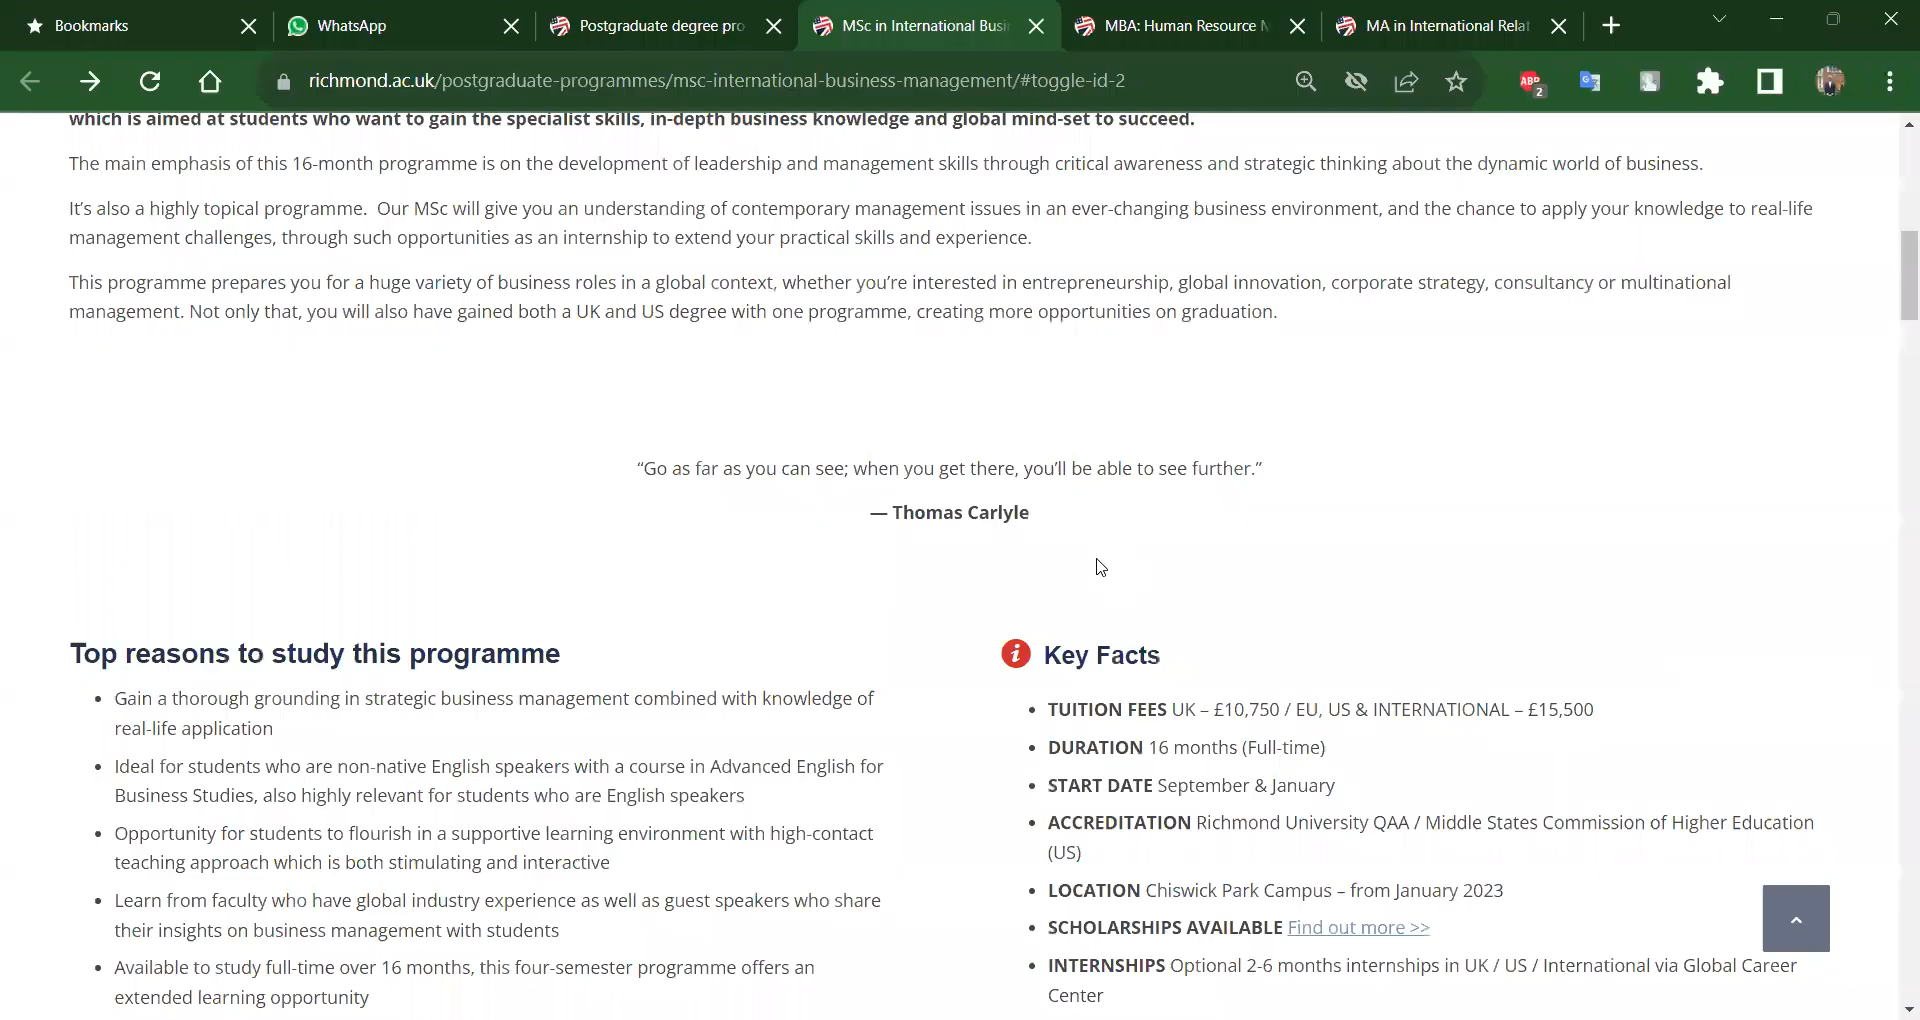 Bookmarks
WhatsApp
Postgraduate degree pro
MSc in International Busi
MBA: Human Resource
MA in International Relat
richmond.ac.uk/postgraduate-programmes/msc-international-business-management/#toggle-id-2
ABP
2
which is aimed at students who want to gain the specialist skills, in-depth business knowledge and global mind-set to succeed.
The main emphasis of this 16-month programme is on the development of leadership and management skills through critical awareness and strategic thinking about the dynamic world of business.
It’s also a highly topical programme.  Our MSc will give you an understanding of contemporary management issues in an ever-changing business environment, and the chance to apply your knowledge to real-life
management challenges, through such opportunities as an internship to extend your practical skills and experience.
This programme prepares you for a huge variety of business roles in a global context, whether you’re interested in entrepreneurship, global innovation, corporate strategy, consultancy or multinational
management. Not only that, you will also have gained both a UK and US degree with one programme, creating more opportunities on graduation.
“Go as far as you can see; when you get there, you’ll be able to see further.”
— Thomas Carlyle
Top reasons to study this programme
• Gain a thorough grounding in strategic business management combined with knowledge of
real-life application
• Ideal for students who are non-native English speakers with a course in Advanced English for
Business Studies, also highly relevant for students who are English speakers
• Opportunity for students to flourish in a supportive learning environment with high-contact
teaching approach which is both stimulating and interactive
• Learn from faculty who have global industry experience as well as guest speakers who share
their insights on business management with students
• Available to study full-time over 16 months, this four-semester programme offers an
extended learning opportunity
Key Facts
• TUITION FEES UK – £10,750 / EU, US & INTERNATIONAL – £15,500
• DURATION 16 months (Full-time)
• START DATE September & January
• ACCREDITATION Richmond University QAA / Middle States Commission of Higher Education
(US)
• LOCATION Chiswick Park Campus – from January 2023
• SCHOLARSHIPS AVAILABLE Find out more >>
• INTERNSHIPS Optional 2-6 months internships in UK / US / International via Global Career
Center